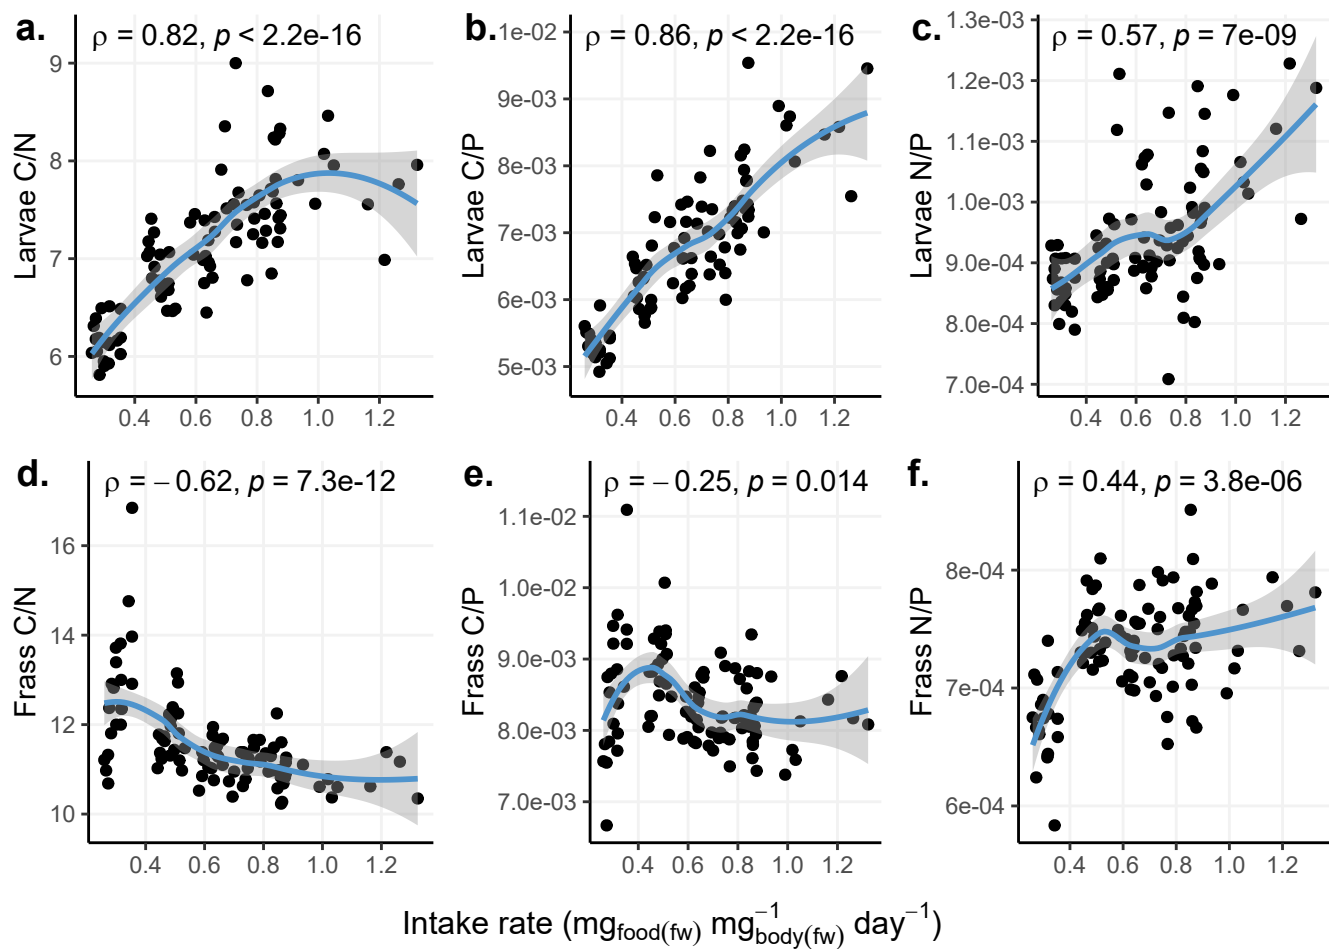 a.
ρ = 0.82, p < 2.2e-16
Larvae C/N
9
8
7
6
0.4 0.6 0.8 1.0 1.2
b.
ρ = 0.86, p < 2.2e-16
Larvae C/P
e-02
9e-03
8e-03
7e-03
6e-03
5e-03
0.4 0.6 0.8 1.0 1.2
c.
ρ = 0.57, p = 7e-09
Larvae N/P
1.3e-03
1.2e-03
1.1e-03
1.0e-03
9.0e-04
8.0e-04
7.0e-04
0.4 0.6 0.8 1.0 1.2
d.
ρ = − 0.62, p = 7.3e-12
Frass C/N
16
14
12
10
0.4 0.6 0.8 1.0 1.2
e.
ρ = − 0.25, p = 0.014
Frass C/P
1.1e-02
1.0e-02
9.0e-03
8.0e-03
7.0e-03
0.4 0.6 0.8 1.0 1.2
f.
ρ = 0.44, p = 3.8e-06
Frass N/P
8e-04
7e-04
6e-04
0.4 0.6 0.8 1.0 1.2
Intake rate (mg food(fw) mg −1 body(fw) day −1)